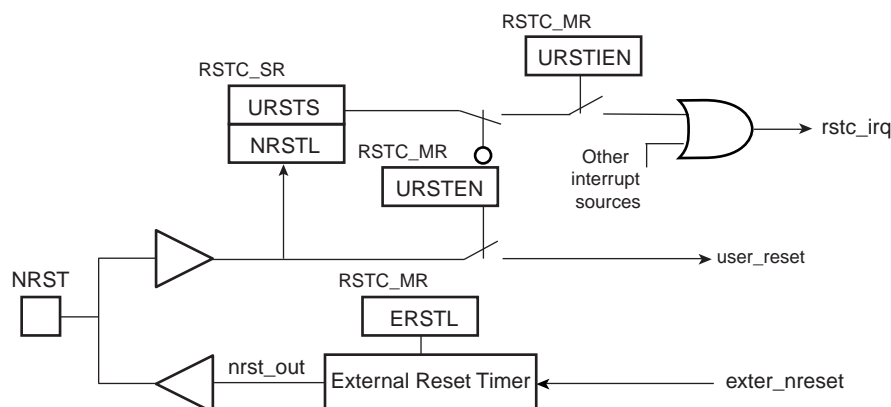 RSTC_MR
URSTIEN
RSTC_SR
URSTS
NRSTL
RSTC_MR
URSTEN
rstc_irq
Other
interrupt
sources
user_reset
NRST
RSTC_MR
ERSTL
nrst_out
External Reset Timer
exter_nreset